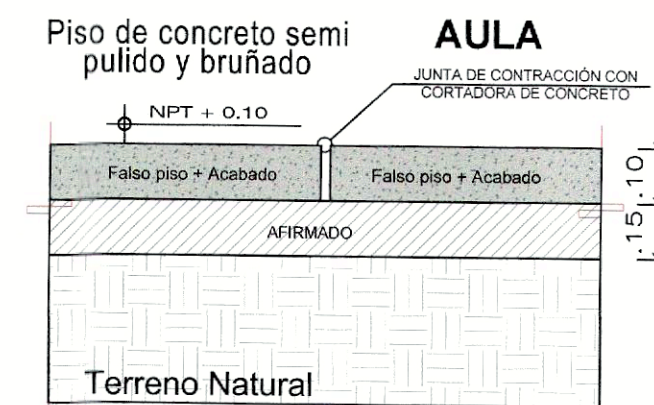 Piso de concreto semi
pulido y bruñado
AULA
JUNTA DE CONTRACCIÓN CON
CORTADORA DE CONCRETO
NPT + 0.10
Falso piso + Acabado
Falso piso + Acabado
.10
AFIRMADO
.15
Terreno Natural